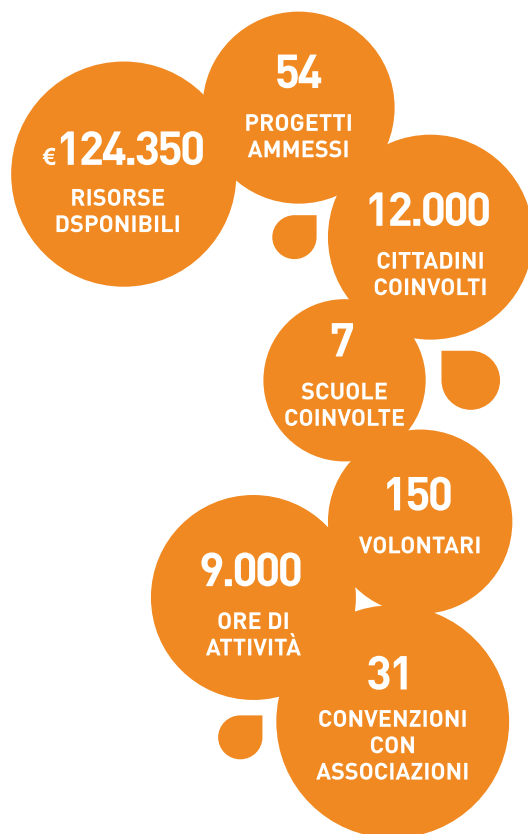 € 124.350
RISORSE
DSPONIBILI
54
PROGETTI
AMMESSI
12.000
CITTADINI
COINVOLTI
7
SCUOLE
COINVOLTE
150
VOLONTARI
9.000
ORE DI
ATTIVITÀ
31
CONVENZIONI
CON
ASSOCIAZIONI